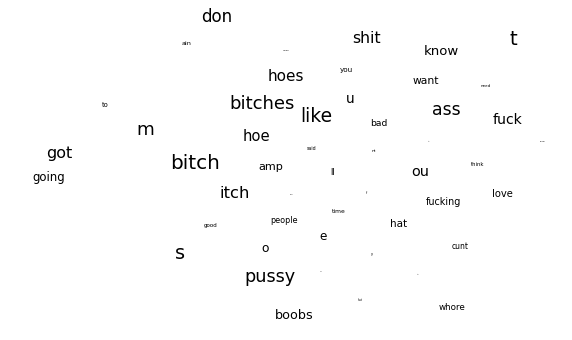 don
ain
shit
know
t
hoes
you
want
need
to
bitches
u
like
ass
bad
fuck
m
hoe
got
bitch
amp
said
ll
ou
think
going
itch
fucking
love
good
people
time
hat
e
o
s
cunt
pussy
boobs
whore